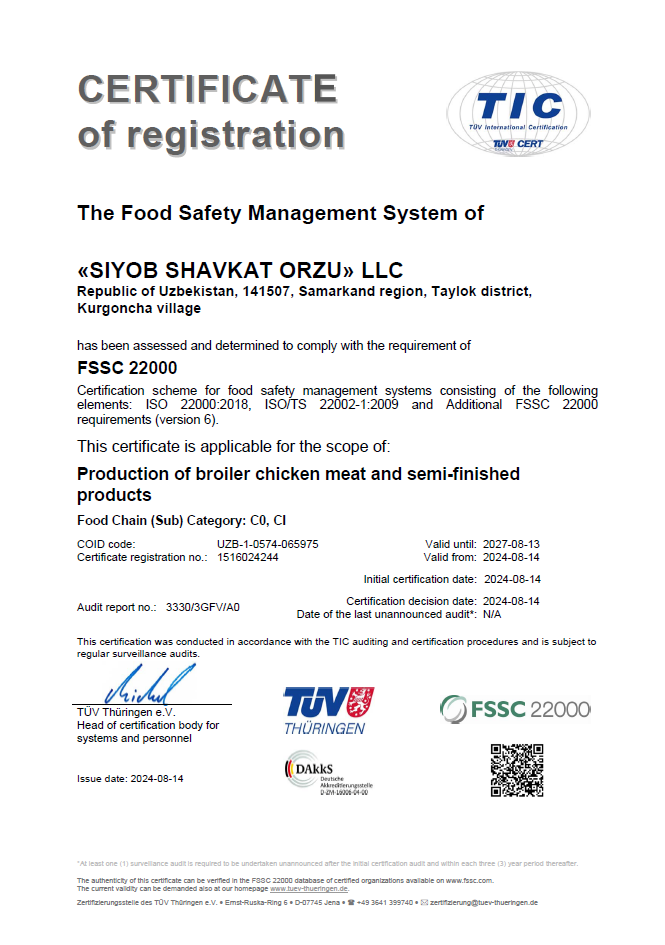 CERTIFICATE
of registration
TIC
TÜV International Certification
TÜV CERT
The Food Safety Management System of
«SIYOB SHAVKAT ORZU» LLC
Republic of Uzbekistan, 141507, Samarkand region, Taylok district,
Kurgoncha village
has been assessed and determined to comply with the requirement of
FSSC 22000
Certification scheme for food safety management systems consisting of the following
elements: ISO 22000:2018, ISO/TS 22002-1:2009 and Additional FSSC 22000
requirements (version 6).
This certificate is applicable for the scope of:
Production of broiler chicken meat and semi-finished
products
Food Chain (Sub) Category: C0, CI
COID code: UZB-1-0574-065975 Valid until: 2027-08-13
Certificate registration no.: 1516024244 Valid from: 2024-08-14
Initial certification date: 2024-08-14
Certification decision date: 2024-08-14
Audit report no.: 3330/3GFV/A0
Date of the last unannounced audit*: N/A
This certification was conducted in accordance with the TIC auditing and certification procedures and is subject to
regular surveillance audits.
TÜV Thüringen e.V.
Head of certification body for
systems and personnel
TÜV
THÜRINGEN
FSSC 22000
DAkkS
Deutsche
Akkreditierungsstelle
D-ZM-16006-04-00
Issue date: 2024-08-14
*At least one (1) surveillance audit is required to be undertaken unannounced after the initial certification audit and within each three (3) year period thereafter.
The authenticity of this certificate can be verified in the FSSC 22000 database of certified organizations available on www.fssc.com.
The current validity can be demanded also at our homepage www.tuev-thueringen.de.
Zertifizierungsstelle des TÜV Thüringen e.V. • Ernst-Ruska-Ring 6 • D-07745 Jena • ☎ +49 3641 399740 • ✉ zertifizierung@tuev-thueringen.de